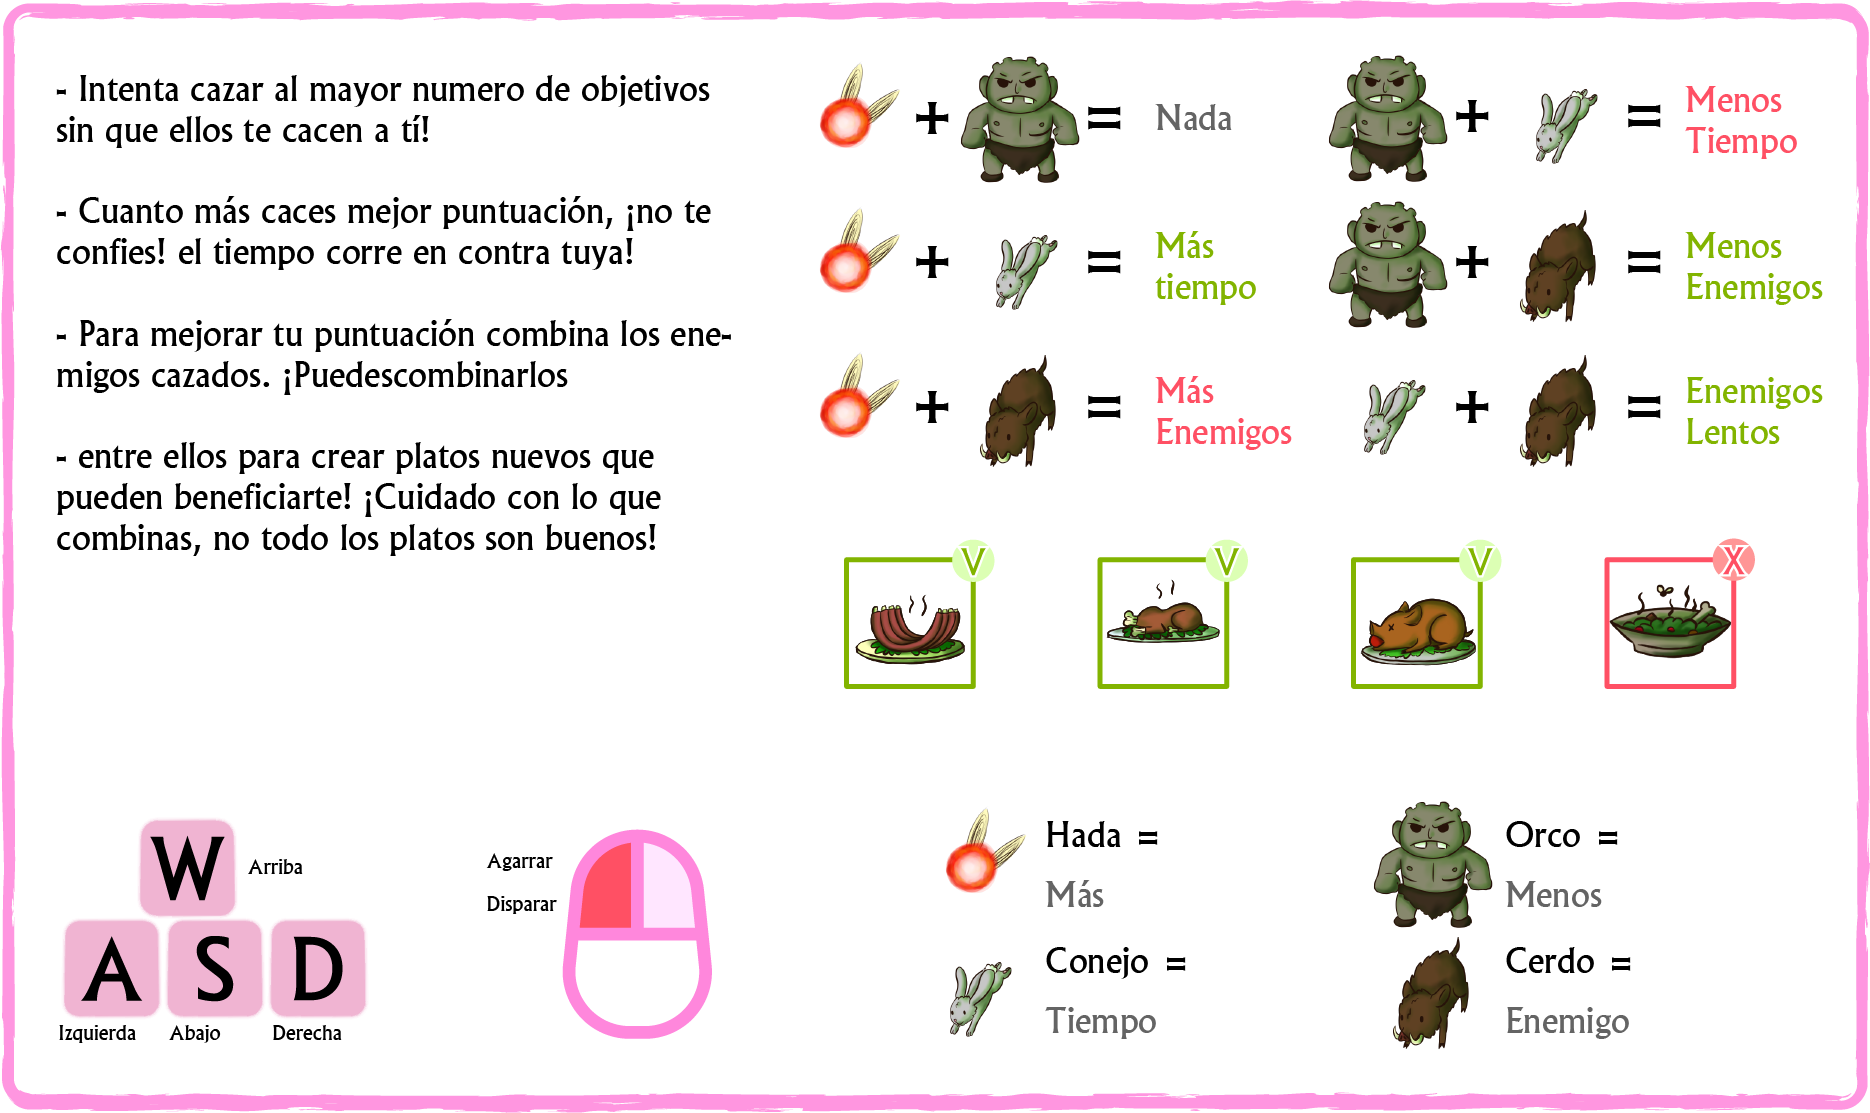 - Intenta cazar al mayor numero de objetivos
sin que ellos te cacen a tí!
- Cuanto más caces mejor puntuación, ¡no te
confies! el tiempo corre en contra tuya!
- Para mejorar tu puntuación combina los ene-
migos cazados. ¡Puedescombinarlos
- entre ellos para crear platos nuevos que
pueden beneficiarte! ¡Cuidado con lo que
combinas, no todo los platos son buenos!
+ = Nada
+ = Menos
Tiempo
+ = Más
tiempo
+ = Menos
Enemigos
+ = Más
Enemigos
+ = Enemigos
Lentos
V
V
V
X
W
Arriba
A S D
Izquierda
Abajo
Derecha
Agarrar
Disparar
Hada =
Más
Orco =
Menos
Conejo =
Tiempo
Cerdo =
Enemigo